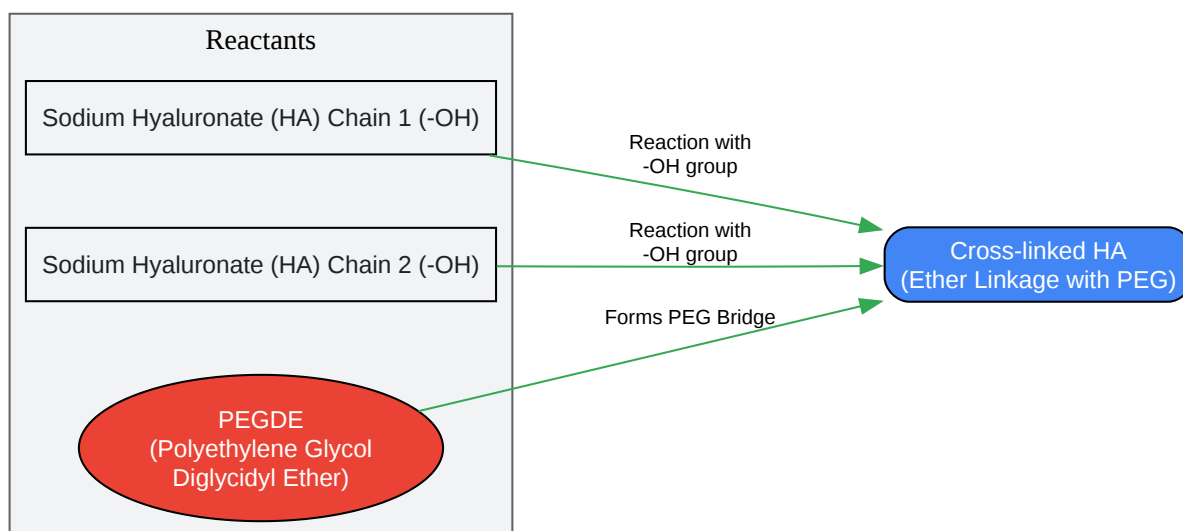 Reactants
Sodium Hyaluronate (HA) Chain 1 (-OH)
Reaction with
-OH group
Sodium Hyaluronate (HA) Chain 2 (-OH)
Reaction with
-OH group
Cross-linked HA
(Ether Linkage with PEG)
Forms PEG Bridge
PEGDE
(Polyethylene Glycol
Diglycidyl Ether)